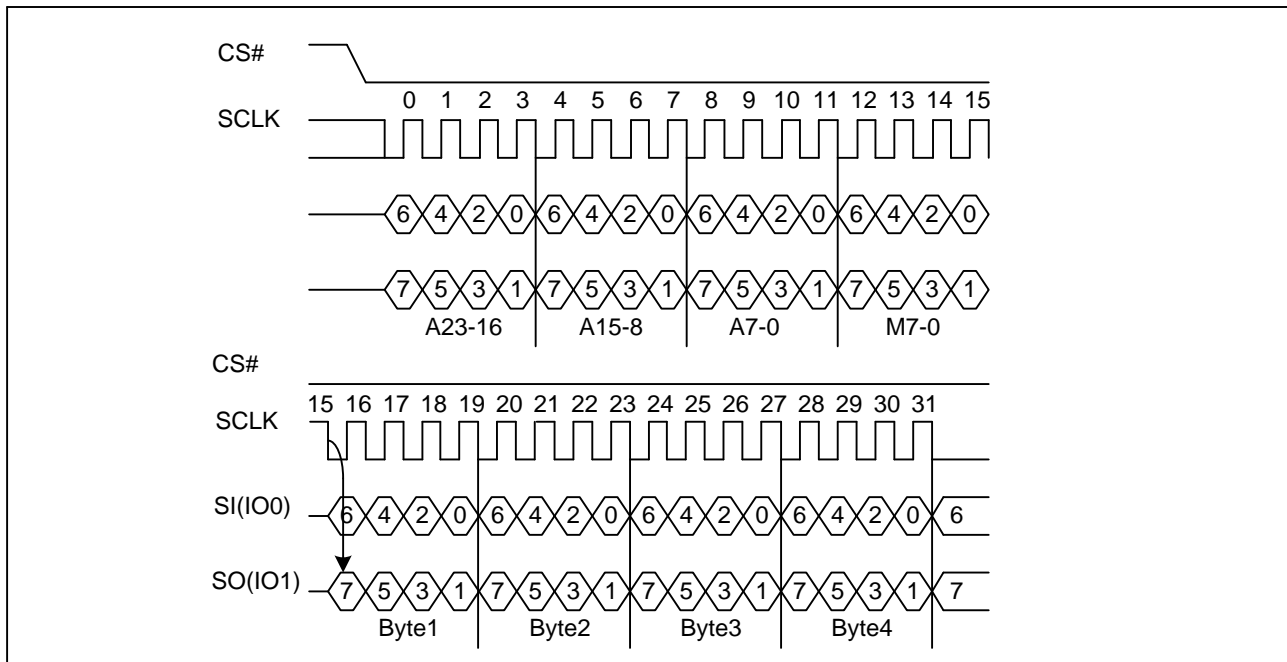 CS#
0 1 2 3 4 5 6 7 8 9 10 11 12 13 14 15
SCLK
6 4 2 0 6 4 2 0 6 4 2 0 6 4 2 0
7 5 3 1 7 5 3 1 7 5 3 1 7 5 3 1
A23-16 A15-8 A7-0 M7-0
CS#
15 16 17 18 19 20 21 22 23 24 25 26 27 28 29 30 31
SCLK
SI(IO0) 6 4 2 0 6 4 2 0 6 4 2 0 6 4 2 0 6
SO(IO1) 7 5 3 1 7 5 3 1 7 5 3 1 7 5 3 1 7
Byte1 Byte2 Byte3 Byte4